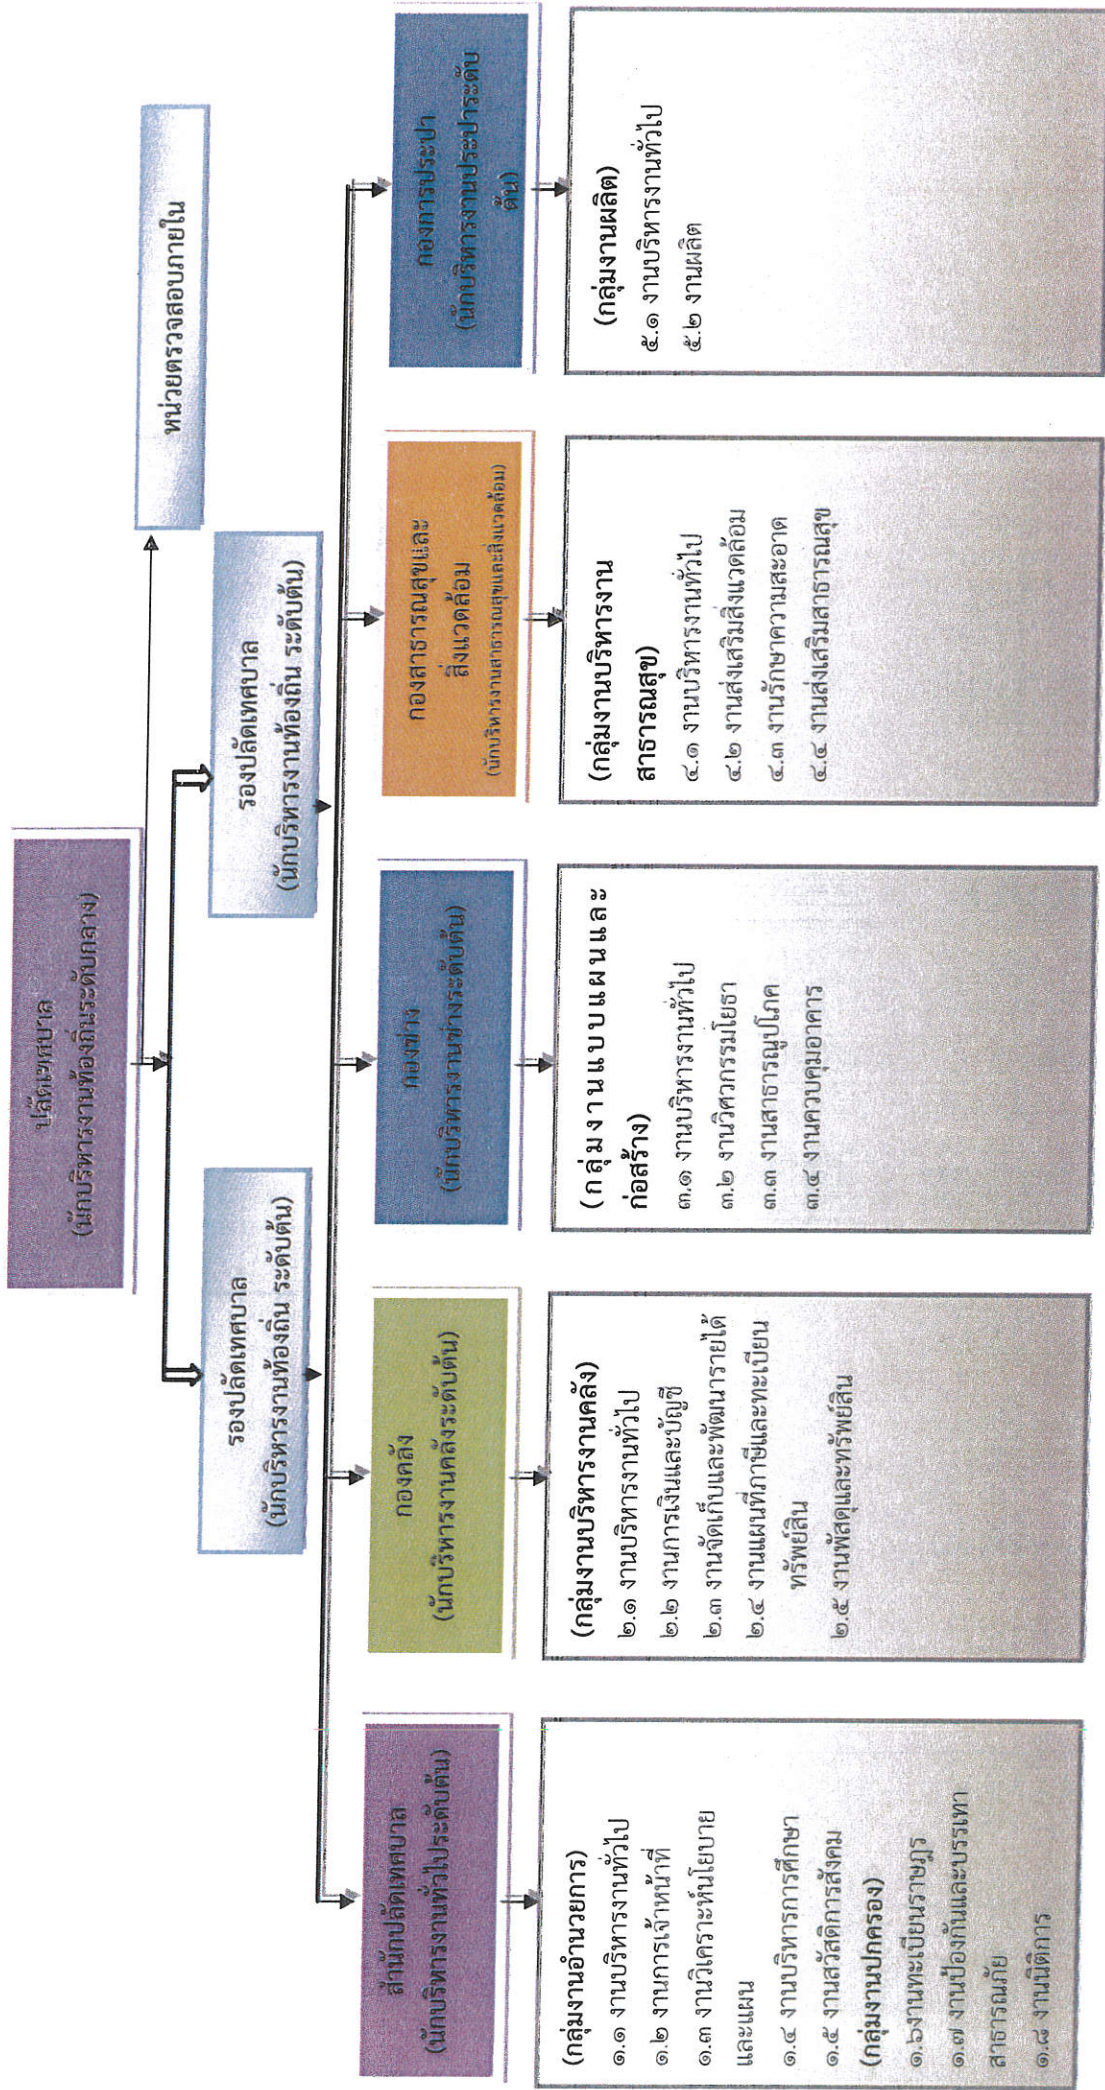 ปลัดเทศบาล
(นักบริหารงานท้องถิ่นระดับกลาง)
หน่วยตรวจสอบภายใน
รองปลัดเทศบาล
(นักบริหารงานท้องถิ่น ระดับต้น)
รองปลัดเทศบาล
(นักบริหารงานท้องถิ่น ระดับต้น)
สำนักปลัดเทศบาล
(นักบริหารงานทั่วไประดับต้น)
(กลุ่มงานอำนวยการ)
๑.๑ งานบริหารงานทั่วไป
๑.๒ งานการเจ้าหน้าที่
๑.๓ งานวิเคราะห์นโยบาย
และแผน
๑.๔ งานบริหารการศึกษา
๑.๕ งานสวัสดิการสังคม
(กลุ่มงานปกครอง)
๑.๖งานทะเบียนราษฎร
๑.๗ งานป้องกันและบรรเทา
สาธารณภัย
๑.๘ งานนิติการ
กองคลัง
(นักบริหารงานคลังระดับต้น)
(กลุ่มงานบริหารงานคลัง)
๒.๑ งานบริหารงานทั่วไป
๒.๒ งานการเงินและบัญชี
๒.๓ งานจัดเก็บและพัฒนารายได้
๒.๔ งานแผนที่ภาษีและทะเบียน
ทรัพย์สิน
๒.๕ งานพัสดุและทรัพย์สิน
กองช่าง
(นักบริหารงานช่างระดับต้น)
(กลุ่มงานแบบแผนและ
ก่อสร้าง)
๓.๑ งานบริหารงานทั่วไป
๓.๒ งานวิศวกรรมโยธา
๓.๓ งานสาธารณูปโภค
๓.๔ งานควบคุมอาคาร
กองสาธารณสุขและ
สิ่งแวดล้อม
(นักบริหารงานสาธารณสุขและสิ่งแวดล้อม)
(กลุ่มงานบริหารงาน
สาธารณสุข)
๔.๑ งานบริหารงานทั่วไป
๔.๒ งานส่งเสริมสิ่งแวดล้อม
๔.๓ งานรักษาความสะอาด
๔.๔ งานส่งเสริมสาธารณสุข
กองการประปา
(นักบริหารงานประปาระดับ
ต้น)
(กลุ่มงานผลิต)
๕.๑ งานบริหารงานทั่วไป
๕.๒ งานผลิต